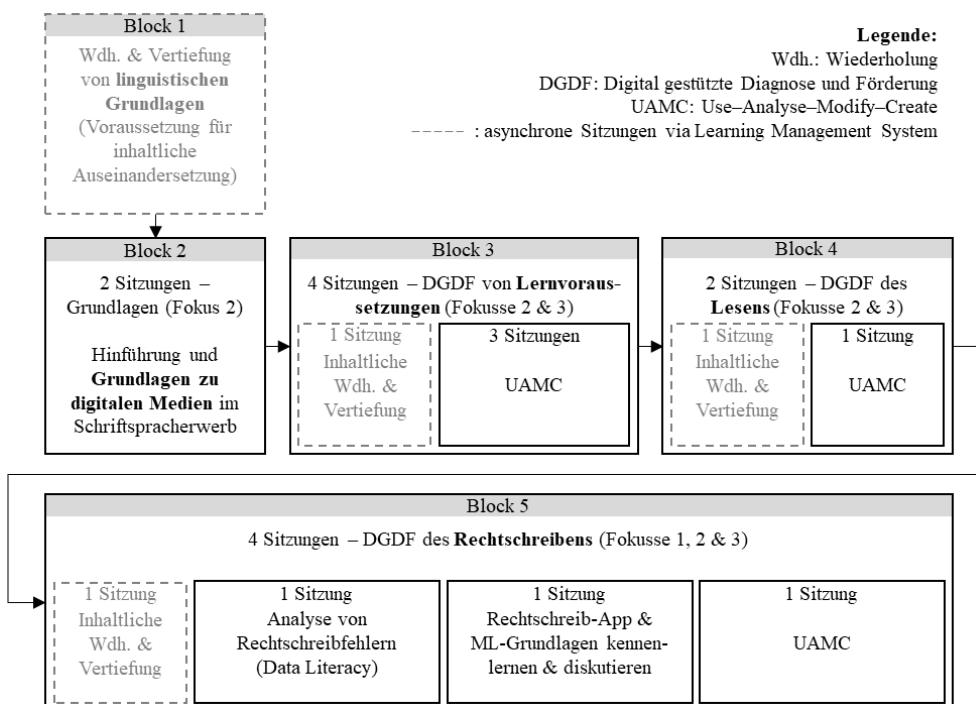 Block 1
Wdh. & Vertiefung
von linguistischen
Grundlagen
(Voraussetzung für
inhaltliche
Auseinandersetzung)
Legende:
Wdh.: Wiederholung
DGDF: Digital gestützte Diagnose und Förderung
UAMC: Use–Analyse–Modify–Create
----- : asynchrone Sitzungen via Learning Management System
Block 2
2 Sitzungen –
Grundlagen (Fokus 2)
Hinführung und
Grundlagen zu
digitalen Medien im
Schriftspracherwerb
Block 3
4 Sitzungen – DGDF von Lernvoraus-
setzungen (Fokusse 2 & 3)
1 Sitzung
Inhaltliche
Wdh. &
Vertiefung
3 Sitzungen
UAMC
Block 4
2 Sitzungen – DGDF des
Lesens (Fokusse 2 & 3)
1 Sitzung
Inhaltliche
Wdh. &
Vertiefung
1 Sitzung
UAMC
Block 5
4 Sitzungen – DGDF des Rechtschreibens (Fokusse 1, 2 & 3)
1 Sitzung
Inhaltliche
Wdh. &
Vertiefung
1 Sitzung
Analyse von
Rechtschreibfehlern
(Data Literacy)
1 Sitzung
Rechtschreib-App &
ML-Grundlagen kennen-
lernen & diskutieren
1 Sitzung
UAMC